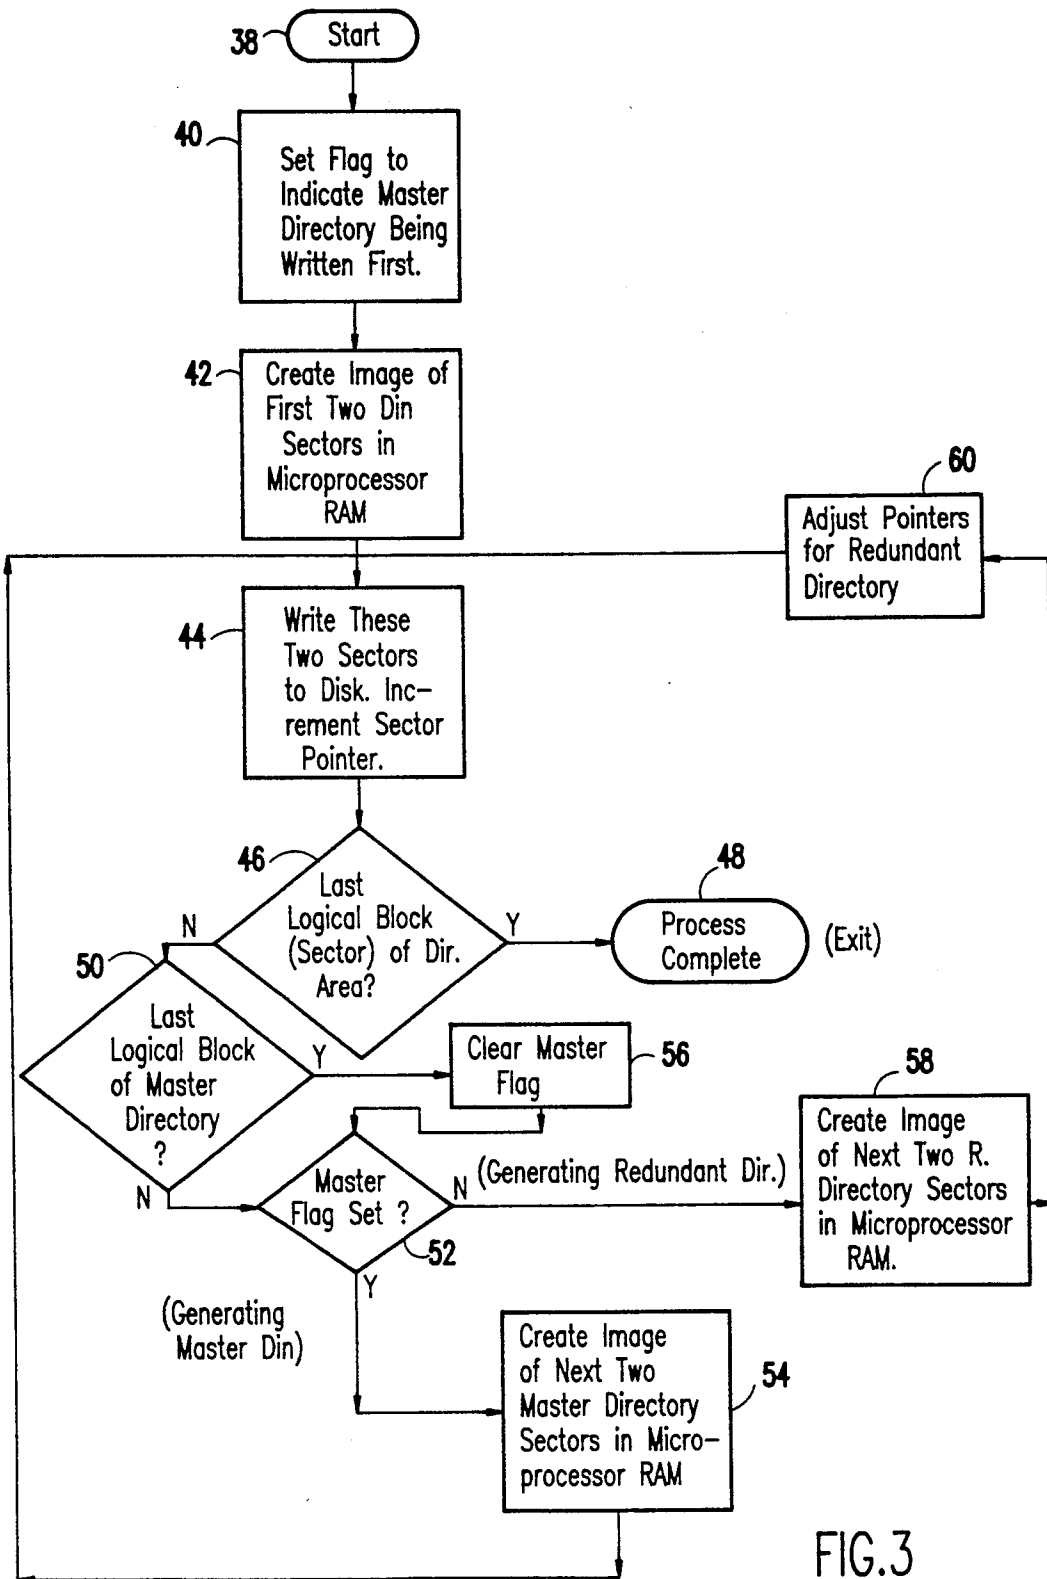 38
Start
40
Set Flag to
Indicate Master
Directory Being
Written First.
42
Create Image of
First Two Din
Sectors in
Microprocessor
RAM
60
Adjust Pointers
for Redundant
Directory
44
Write These
Two Sectors
to Disk. Inc-
rement Sector
Pointer.
46
Last
Logical Block
(Sector) of Dir.
Area?
N
Y
48
Process
Complete
(Exit)
50
Last
Logical Block
of Master
Directory
?
Y
N
Clear Master
Flag
56
Master
Flag Set ?
52
N
(Generating Redundant Dir.)
Y
58
Create Image
of Next Two R.
Directory Sectors
in Microprocessor
RAM.
(Generating
Master Din)
Create Image
of Next Two
Master Directory
Sectors in Micro-
processor RAM
54
FIG.3